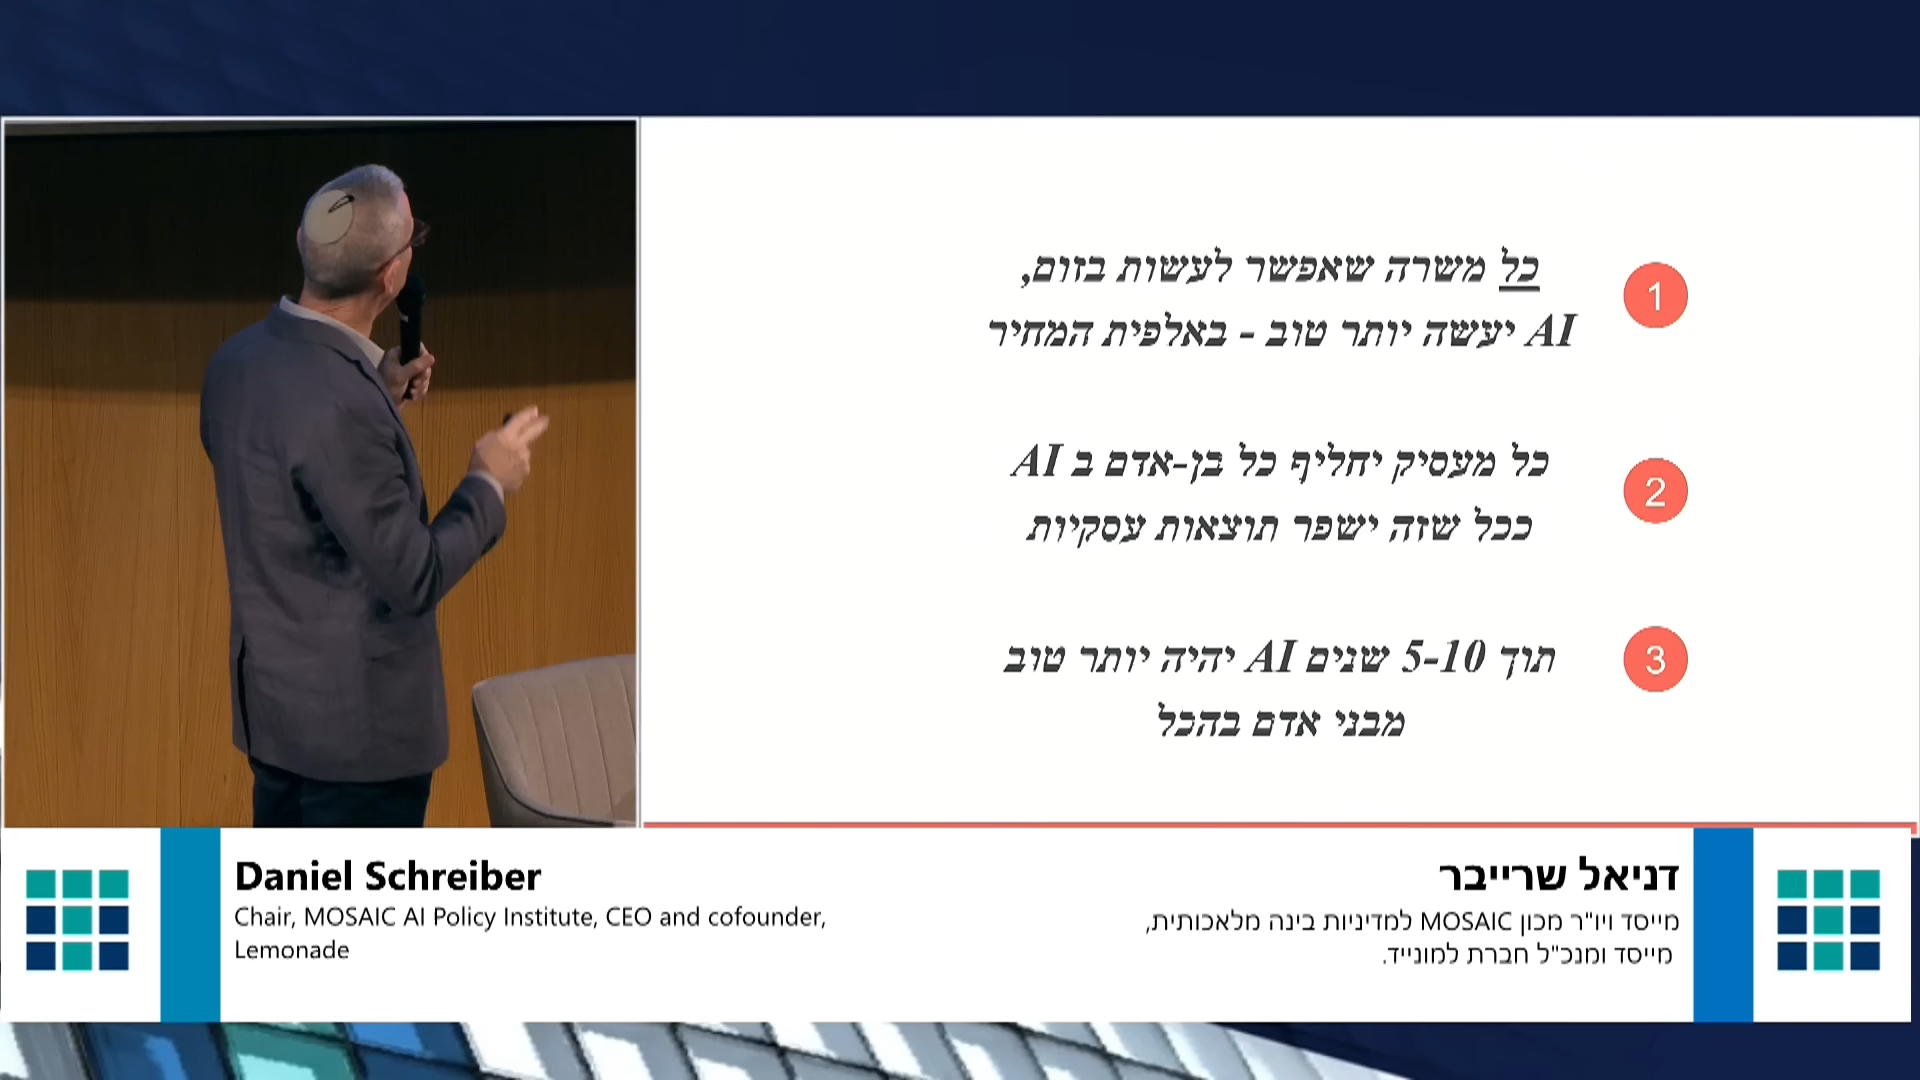 כל משרה שאפשר לעשות בזום,
AI יעשה יותר טוב - באלפית המחיר
1
כל מעסיק יחליף כל בן-אדם ב AI
ככל שזה ישפר תוצאות עסקיות
2
תוך 5-10 שנים AI יהיה יותר טוב
מבני אדם בהכל
3
Daniel Schreiber
Chair, MOSAIC AI Policy Institute, CEO and cofounder,
Lemonade
דניאל שרייבר
מייסד ויו"ר מכון MOSAIC למדיניות בינה מלאכותית,
מייסד ומנכ"ל חברת למונייד.